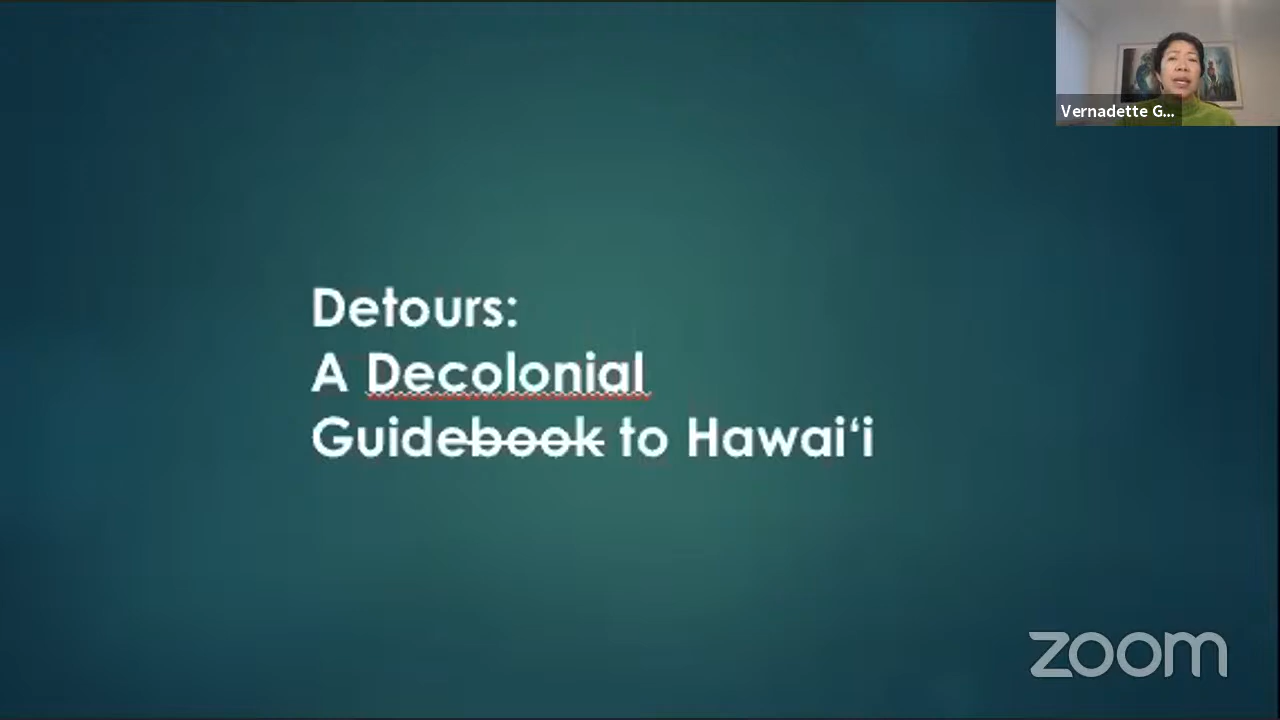 Vernadette G...
Detours:
A Decolonial
Guidebook to Hawaiʻi
zoom